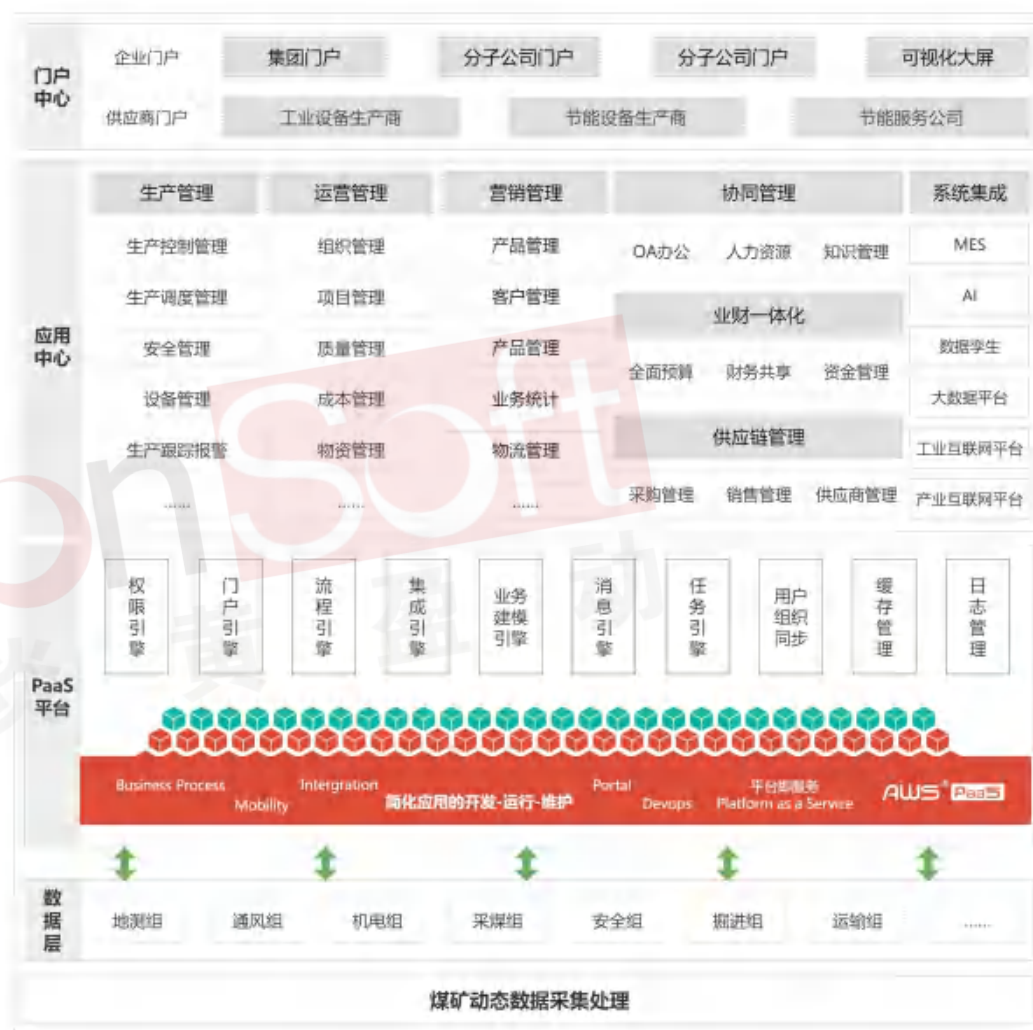 门户中心
企业门户 集团门户 分子公司门户 分子公司门户 可视化大屏
供应商门户 工业设备生产商 节能设备生产商 节能服务公司
应用中心
生产管理 运营管理 营销管理 协同管理 系统集成
生产控制管理 组织管理 产品管理 OA办公 人力资源 知识管理 MES
生产调度管理 项目管理 客户管理 业财一体化 AI
安全管理 质量管理 产品管理 全面预算 财务共享 资金管理 数据孪生
设备管理 成本管理 业务统计 大数据平台
生产跟踪报警 物资管理 物流管理 供应链管理 工业互联网平台
…… …… …… 采购管理 销售管理 供应商管理 产业互联网平台
PaaS平台
权限引擎 门户引擎 流程引擎 集成引擎 业务建模引擎 消息引擎 任务引擎 用户组织同步 缓存管理 日志管理
Business Process Intergration Portal 平台即服务
Mobility 简化应用的开发-运行-维护 Devops Platform as a Service AWS PaaS
数据层
地测组 通风组 机电组 采煤组 安全组 掘进组 运输组 ……
煤矿动态数据采集处理
onSoft
盈动